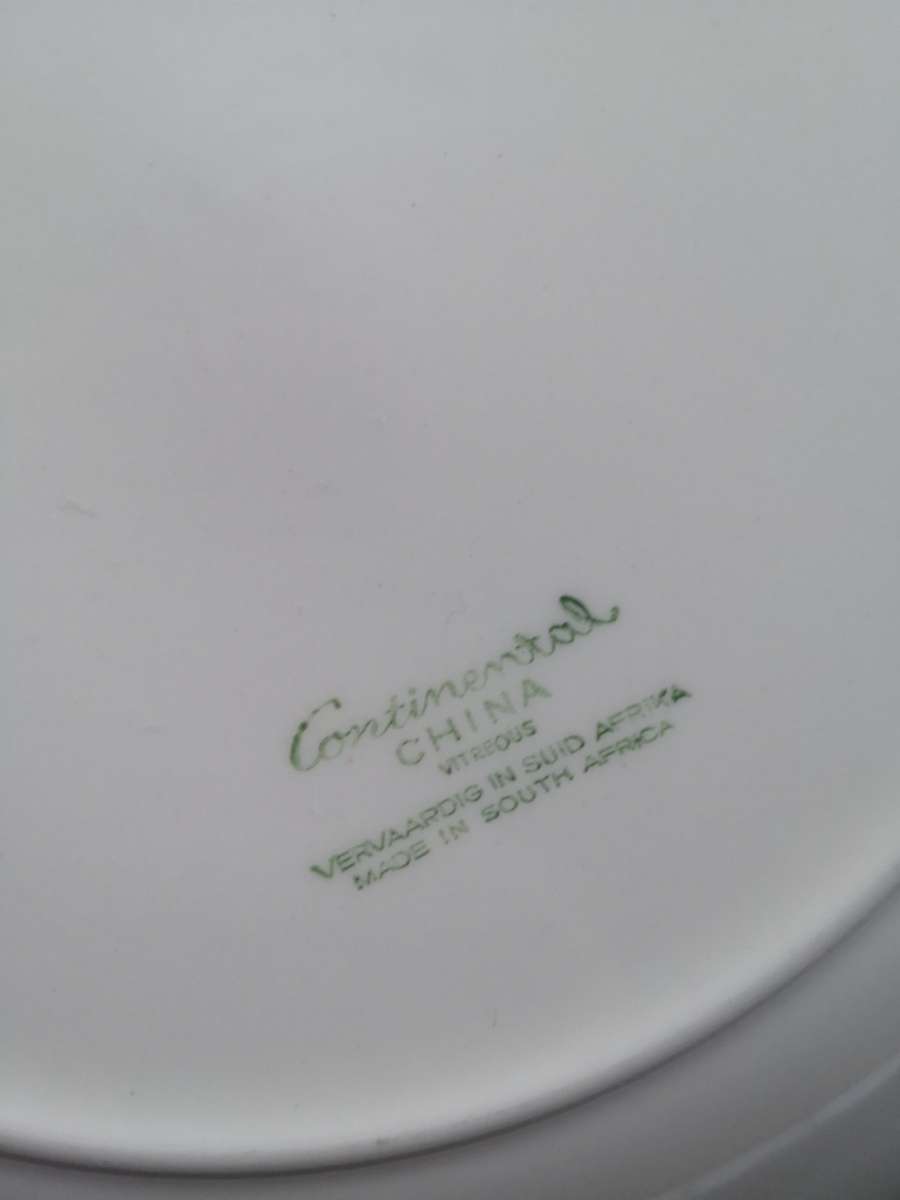 Continental
CHINA
VITREOUS
VERVAARDIG IN SUID AFRIKA
MADE IN SOUTH AFRICA